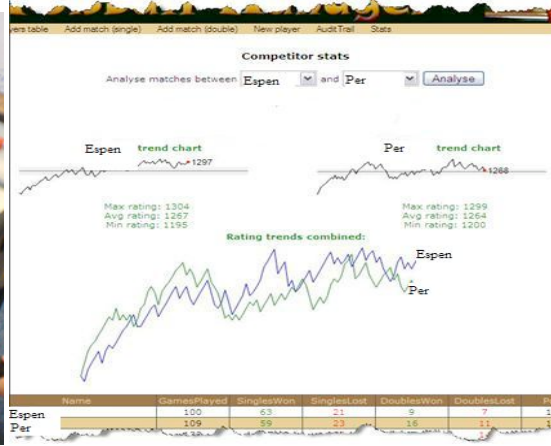 yers table Add match (single) Add match (double) New player AuditTrail Stats
Competitor stats
Analyse matches between Espen and Per Analyse
Espen trend chart Per trend chart
1297 1268
Max rating: 1304 Max rating: 1299
Avg rating: 1267 Avg rating: 1264
Min rating: 1195 Min rating: 1200
Rating trends combined:
Espen
Per
Name GamesPlayed SinglesWon SinglesLost DoublesWon DoublesLost
Espen 100 63 21 9 7
Per 109 59 23 16 11